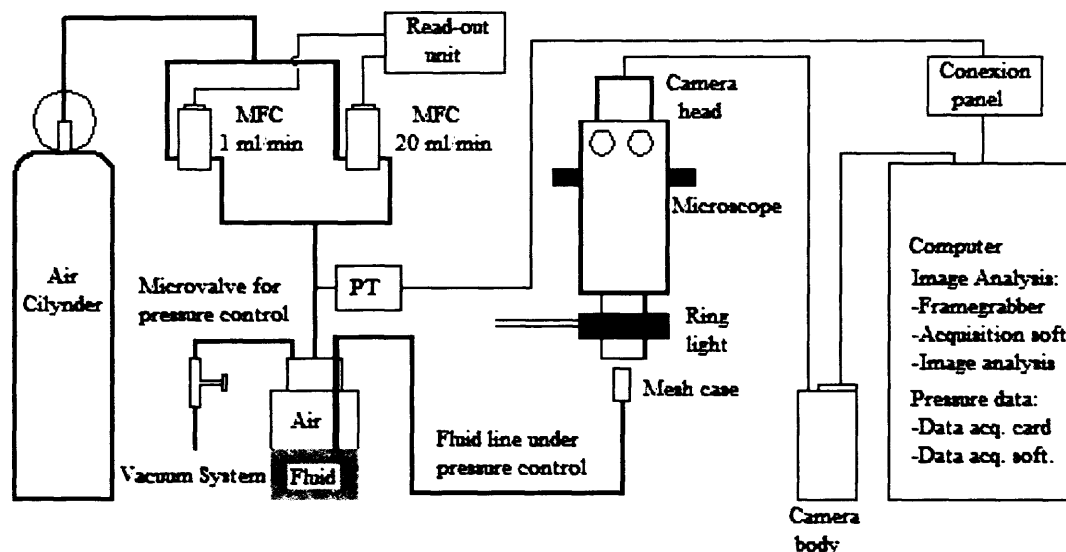 Read-out
unit
MFC
1 ml/min
MFC
20 ml/min
Camera
head
Conexion
panel
Microscope
Air
Cilynder
Microvalve for
pressure control
PT
Ring
light
Mesh case
Air
Fluid
Vacuum System
Fluid line under
pressure control
Computer
Image Analysis:
-Framegrabber
-Acquisition soft
-Image analysis
Pressure data:
-Data acq. card
-Data acq. soft.
Camera
body